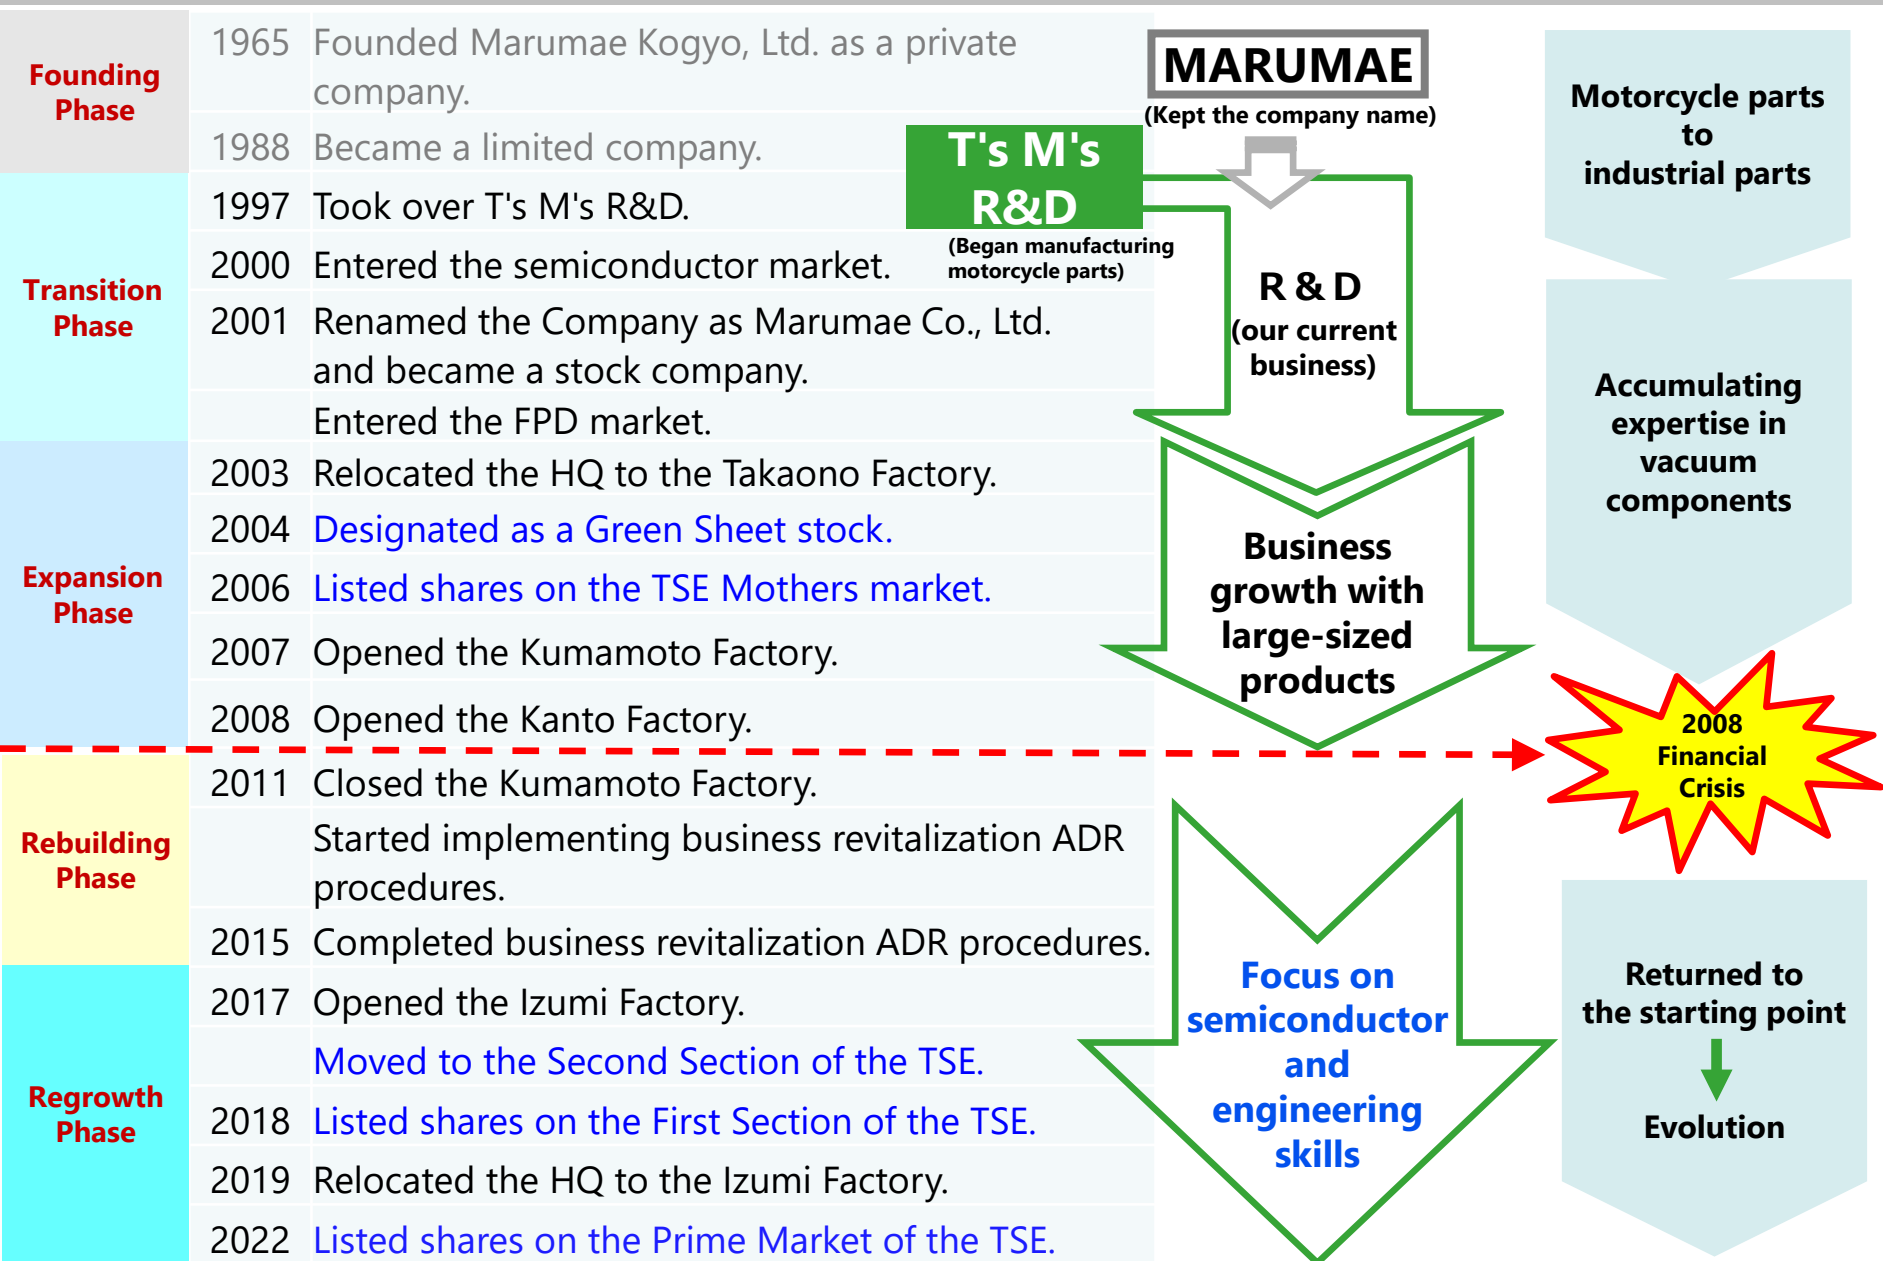 Founding
Phase
1965 Founded Marumae Kogyo, Ltd. as a private
company.
1988 Became a limited company.
Transition
Phase
1997 Took over T's M's R&D.
2000 Entered the semiconductor market.
2001 Renamed the Company as Marumae Co., Ltd.
and became a stock company.
Entered the FPD market.
Expansion
Phase
2003 Relocated the HQ to the Takaono Factory.
2004 Designated as a Green Sheet stock.
2006 Listed shares on the TSE Mothers market.
2007 Opened the Kumamoto Factory.
2008 Opened the Kanto Factory.
Rebuilding
Phase
2011 Closed the Kumamoto Factory.
Started implementing business revitalization ADR
procedures.
2015 Completed business revitalization ADR procedures.
Regrowth
Phase
2017 Opened the Izumi Factory.
Moved to the Second Section of the TSE.
2018 Listed shares on the First Section of the TSE.
2019 Relocated the HQ to the Izumi Factory.
2022 Listed shares on the Prime Market of the TSE.
MARUMAE
(Kept the company name)
T's M's
R&D
(Began manufacturing
motorcycle parts)
R & D
(our current
business)
Business
growth with
large-sized
products
Focus on
semiconductor
and
engineering
skills
Motorcycle parts
to
industrial parts
Accumulating
expertise in
vacuum
components
2008
Financial
Crisis
Returned to
the starting point
Evolution